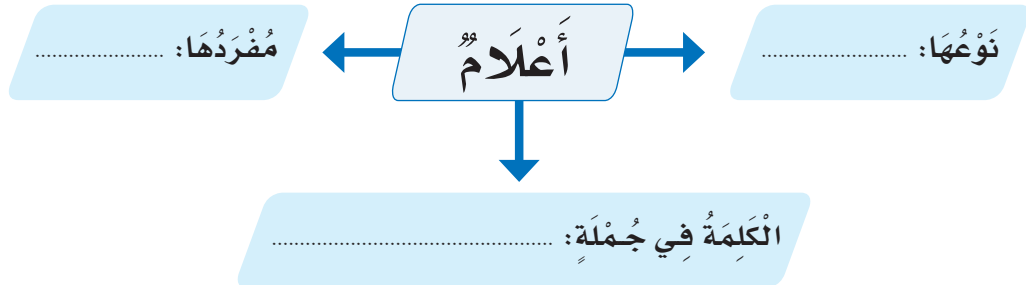 نَوْعُهَا: ......................
أَعْلَامٌ
مُفْرَدُهَا: ....................
الْكَلِمَةُ فِي جُمْلَةٍ: ............................................